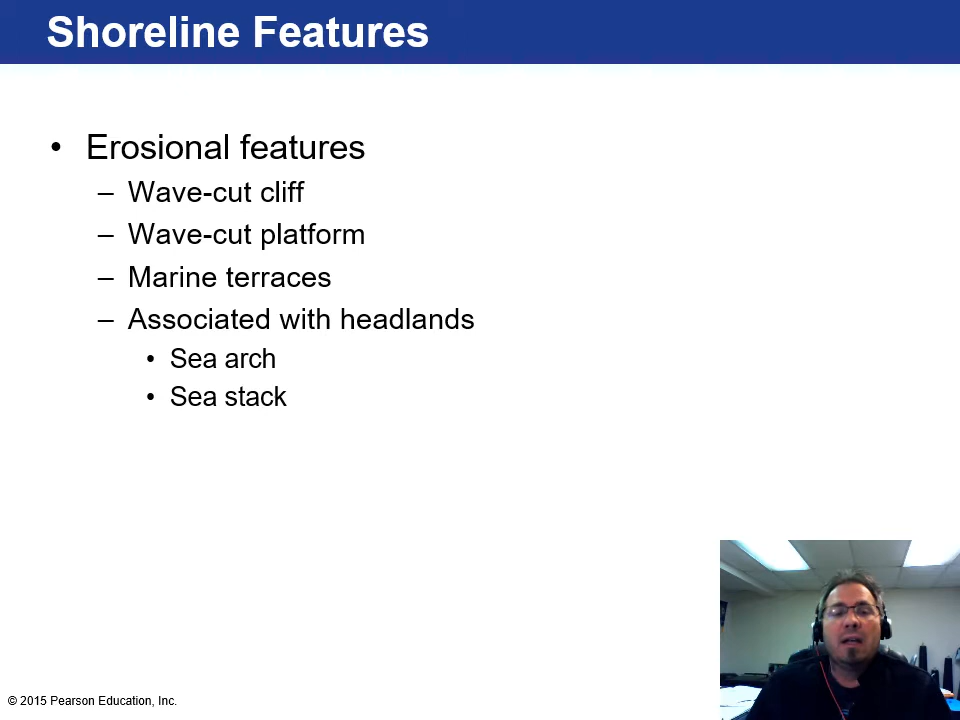 Shoreline Features
• Erosional features
– Wave-cut cliff
– Wave-cut platform
– Marine terraces
– Associated with headlands
• Sea arch
• Sea stack
© 2015 Pearson Education, Inc.